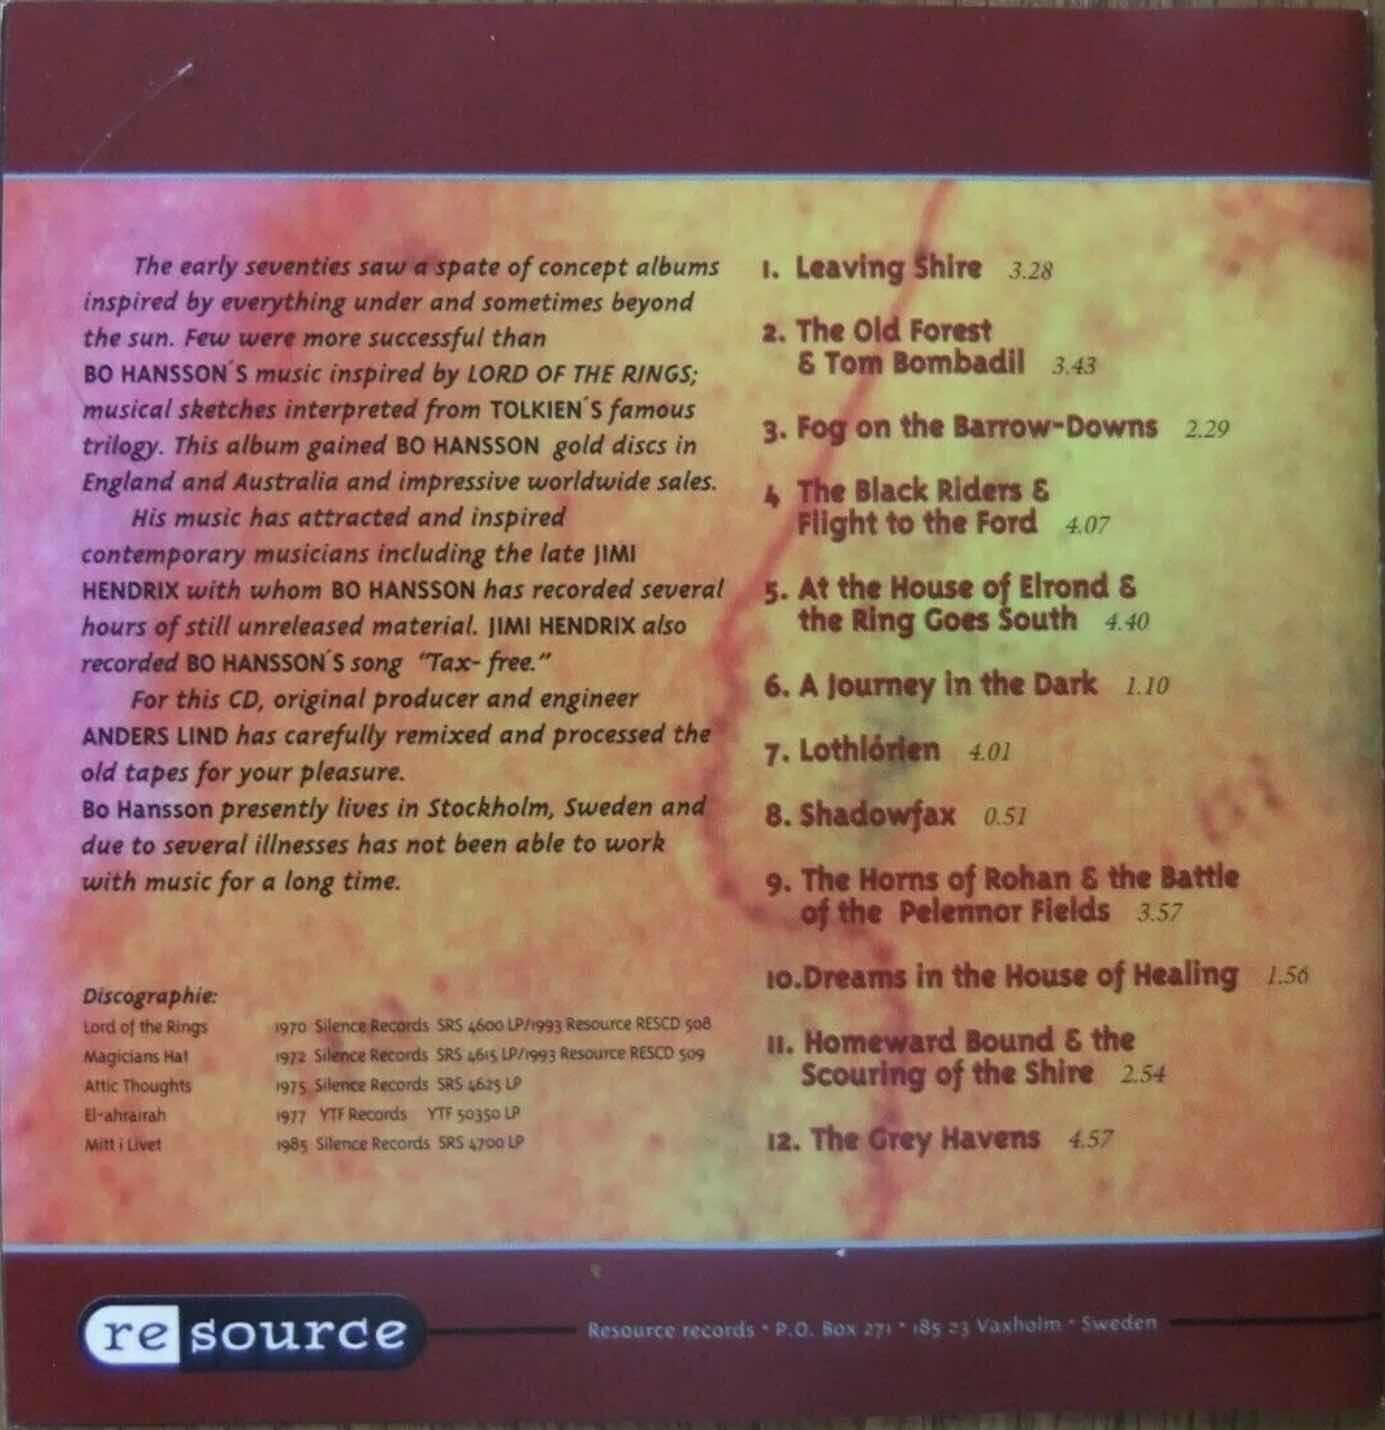 The early seventies saw a spate of concept albums
inspired by everything under and sometimes beyond
the sun. Few were more successful than
BO HANSSON´S music inspired by LORD OF THE RINGS;
musical sketches interpreted from TOLKIEN´S famous
trilogy. This album gained BO HANSSON gold discs in
England and Australia and impressive worldwide sales.
His music has attracted and inspired
contemporary musicians including the late JIMI
HENDRIX with whom BO HANSSON has recorded several
hours of still unreleased material. JIMI HENDRIX also
recorded BO HANSSON´S song "Tax- free."
For this CD, original producer and engineer
ANDERS LIND has carefully remixed and processed the
old tapes for your pleasure.
Bo Hansson presently lives in Stockholm, Sweden and
due to several illnesses has not been able to work
with music for a long time.
Discographie:
Lord of the Rings 1970 Silence Records SRS 4600 LP/1993 Resource RESCD 508
Magicians Hat 1972 Silence Records SRS 4615 LP/1993 Resource RESCD 509
Attic Thoughts 1975 Silence Records SRS 4625 LP
El-ahrairah 1977 YTF Records YTF 50350 LP
Mitt i Livet 1985 Silence Records SRS 4700 LP
1. Leaving Shire 3.28
2. The Old Forest
& Tom Bombadil 3.43
3. Fog on the Barrow-Downs 2.29
4 The Black Riders &
Flight to the Ford 4.07
5. At the House of Elrond &
the Ring Goes South 4.40
6. A Journey in the Dark 1.10
7. Lothlórien 4.01
8. Shadowfax 0.51
9. The Horns of Rohan & the Battle
of the Pelennor Fields 3.57
10.Dreams in the House of Healing 1.56
11. Homeward Bound & the
Scouring of the Shire 2.54
12. The Grey Havens 4.57
resource
Resource records • P.O. Box 271 • 185 23 Vaxholm • Sweden